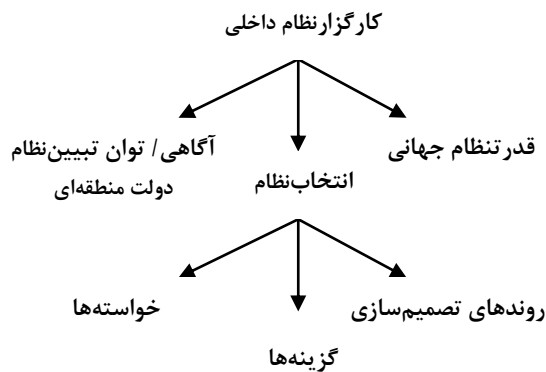 کارگزارنظام داخلی
قدرتنظام جهانی
آگاهی/ توان تبیین‌نظام
دولت منطقه‌ای
انتخاب‌نظام
روندهای تصمیم‌سازی
خواسته‌ها
گزینه‌ها